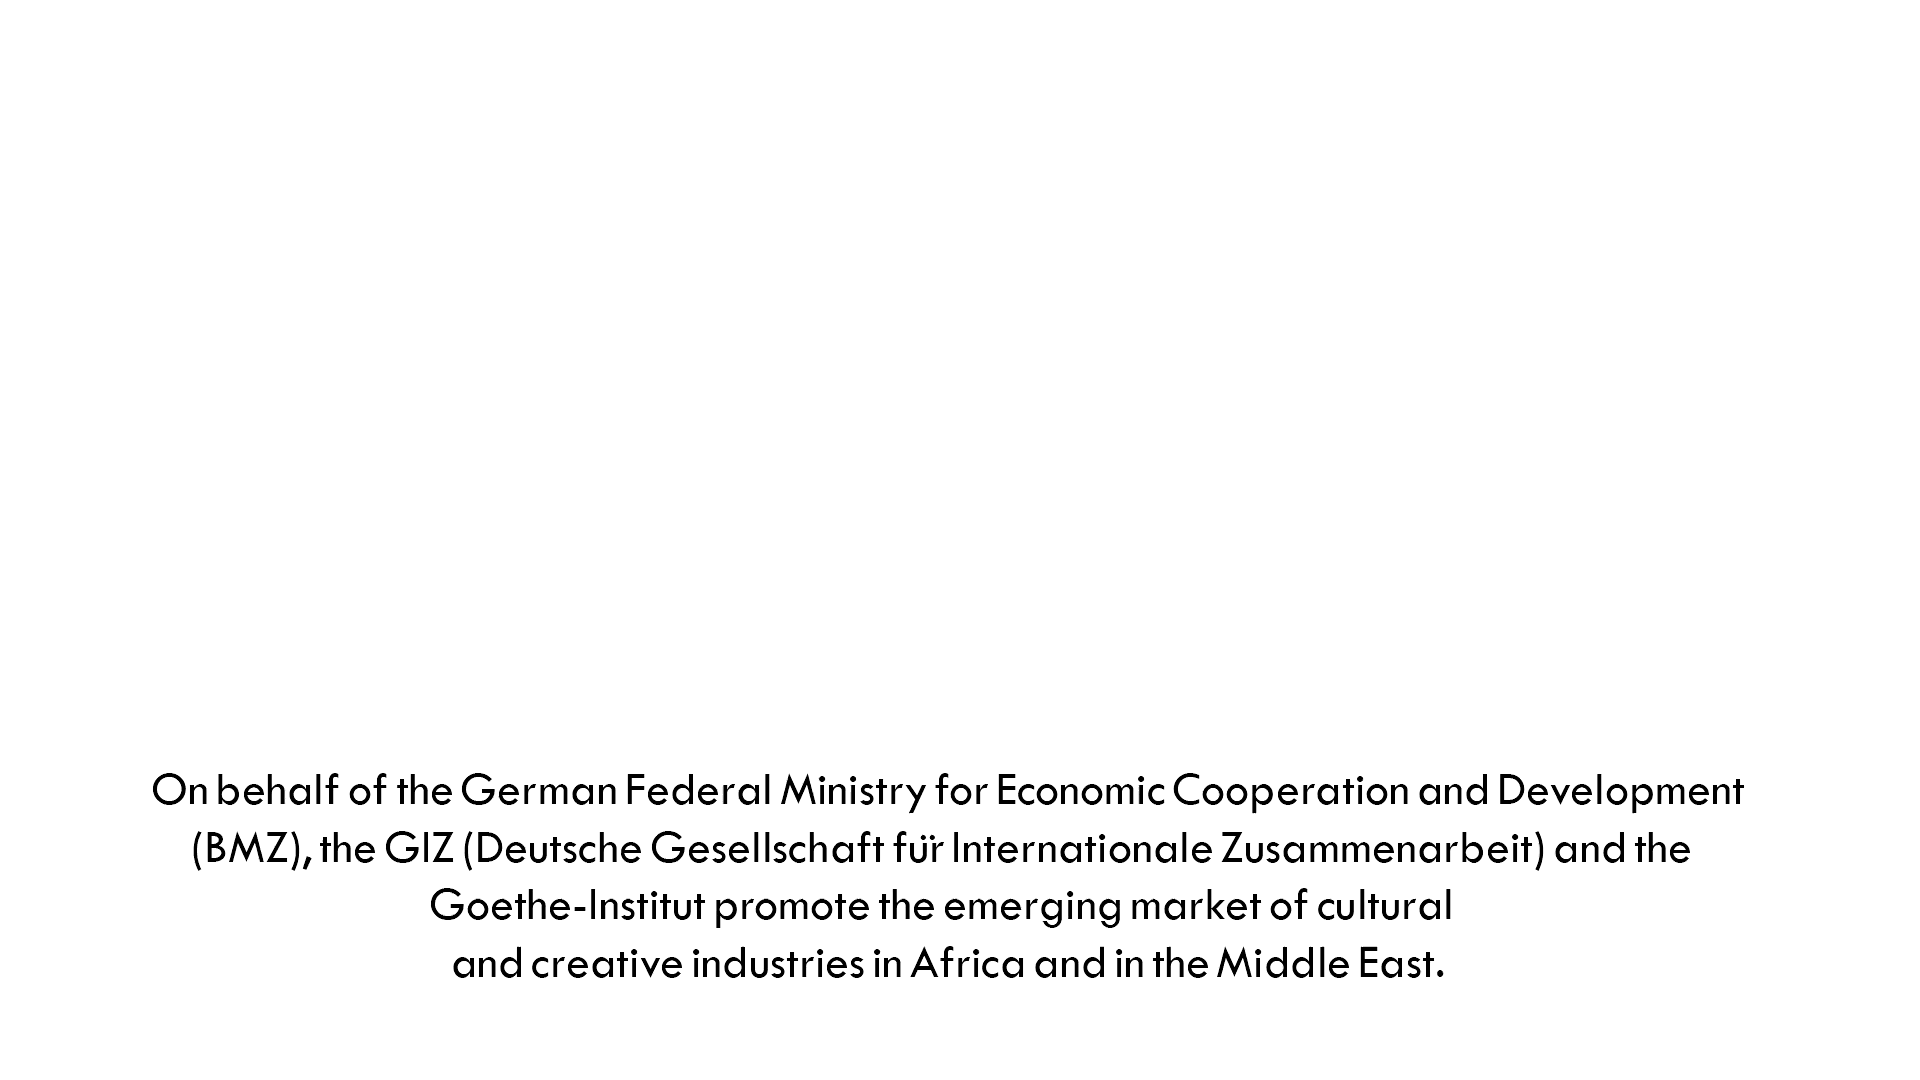 On behalf of the German Federal Ministry for Economic Cooperation and Development
(BMZ), the GIZ (Deutsche Gesellschaft für Internationale Zusammenarbeit) and the
Goethe-Institut promote the emerging market of cultural
and creative industries in Africa and in the Middle East.